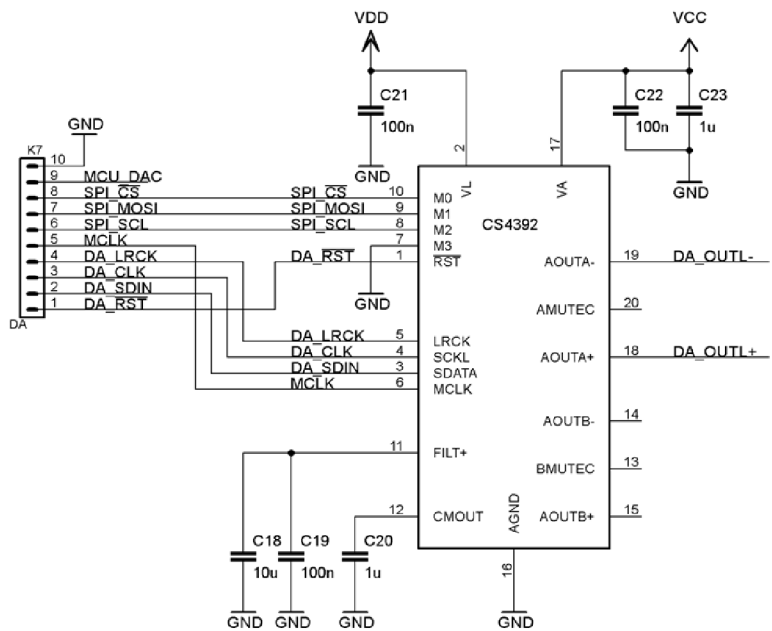 VDD
VCC
C21
100n
C22
100n
C23
1u
GND
GND
GND
K7
10
9
MCU_DAC
8
SPI_CS
SPI_CS
10
M0
7
SPI_MOSI
SPI_MOSI
9
M1
6
SPI_SCL
SPI_SCL
8
M2
5
MCLK
7
M3
4
DA_LRCK
DA_RST
1
RST
3
DA_CLK
2
DA_SDIN
1
DA_RST
DA
GND
2
VL
17
VA
CS4392
DA_LRCK
5
LRCK
DA_CLK
4
SCKL
DA_SDIN
3
SDATA
MCLK
6
MCLK
AOUTA-
19
DA_OUTL-
AMUTEC
20
AOUTA+
18
DA_OUTL+
AOUTB-
14
BMUTEC
13
AOUTB+
15
11
FILT+
12
CMOUT
AGND
16
C18
10u
C19
100n
C20
1u
GND
GND
GND
GND